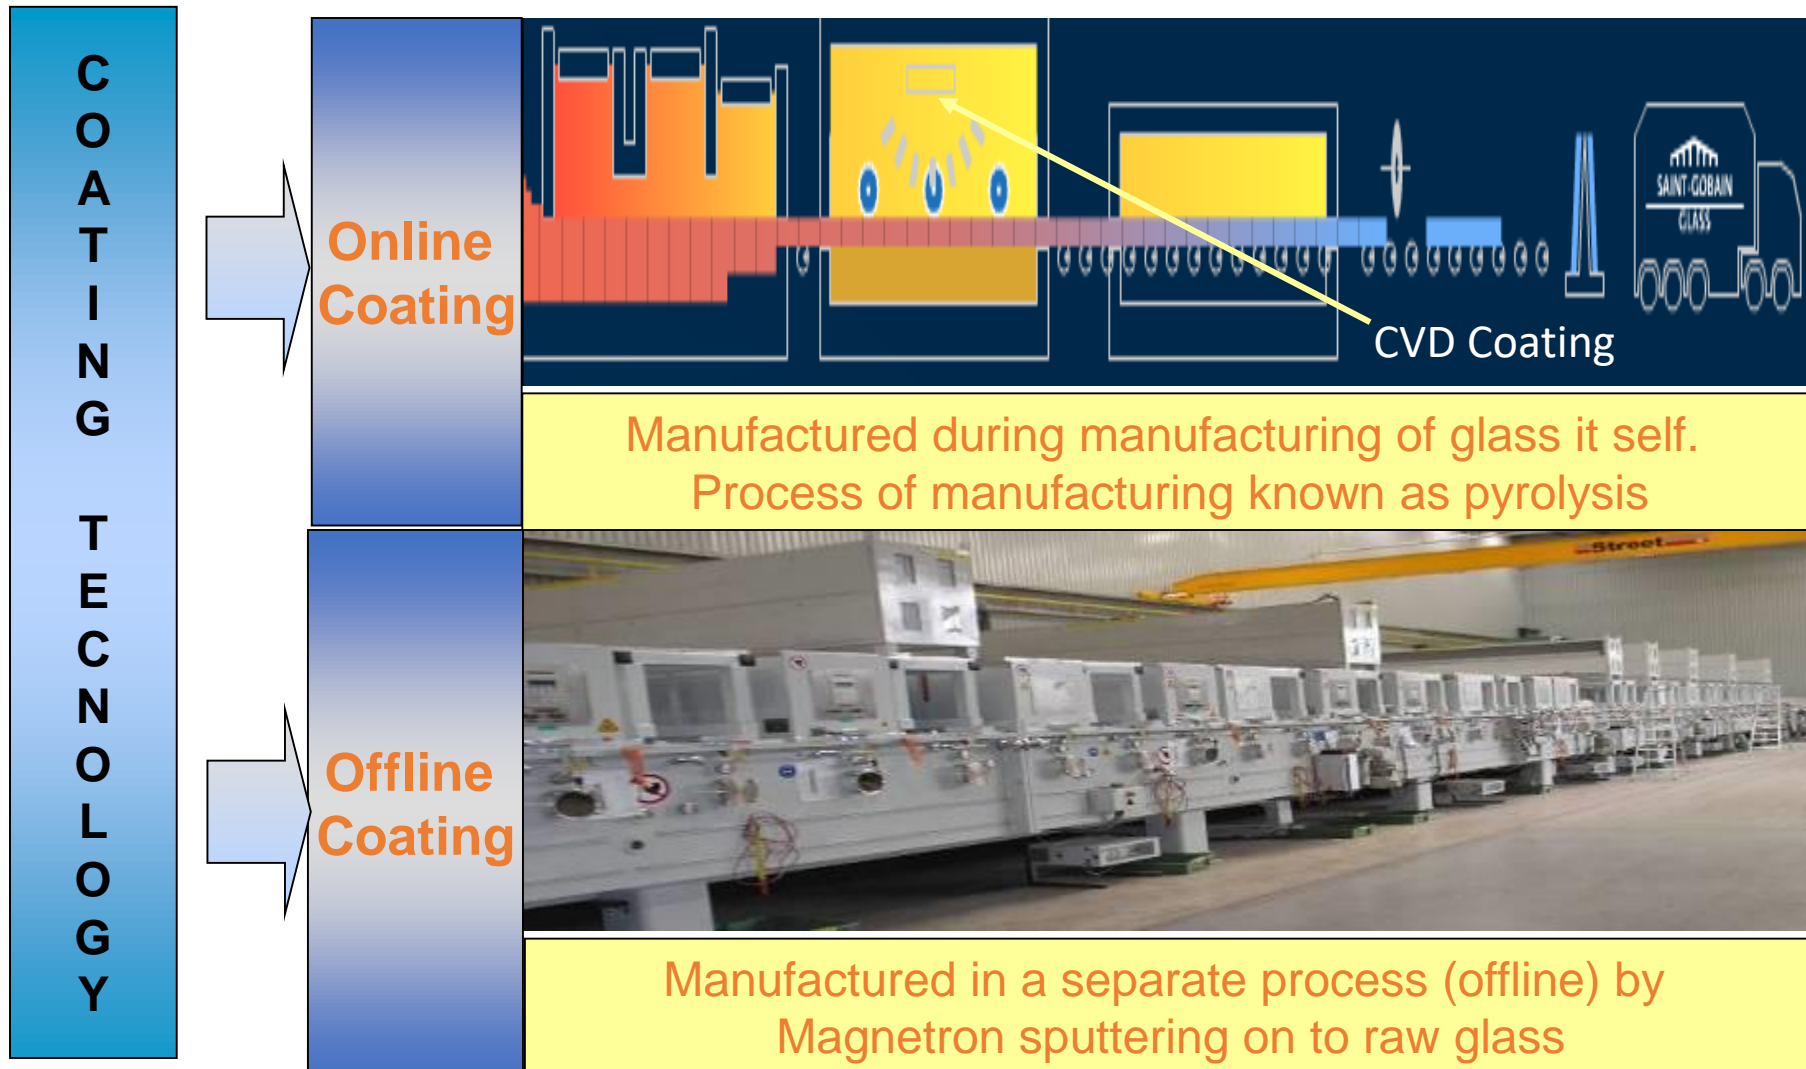 COATING TECNOLOGY
Online
Coating
SAINT-GOBAIN
GLASS
CVD Coating
Manufactured during manufacturing of glass it self.
Process of manufacturing known as pyrolysis
Offline
Coating
Street
Manufactured in a separate process (offline) by
Magnetron sputtering on to raw glass